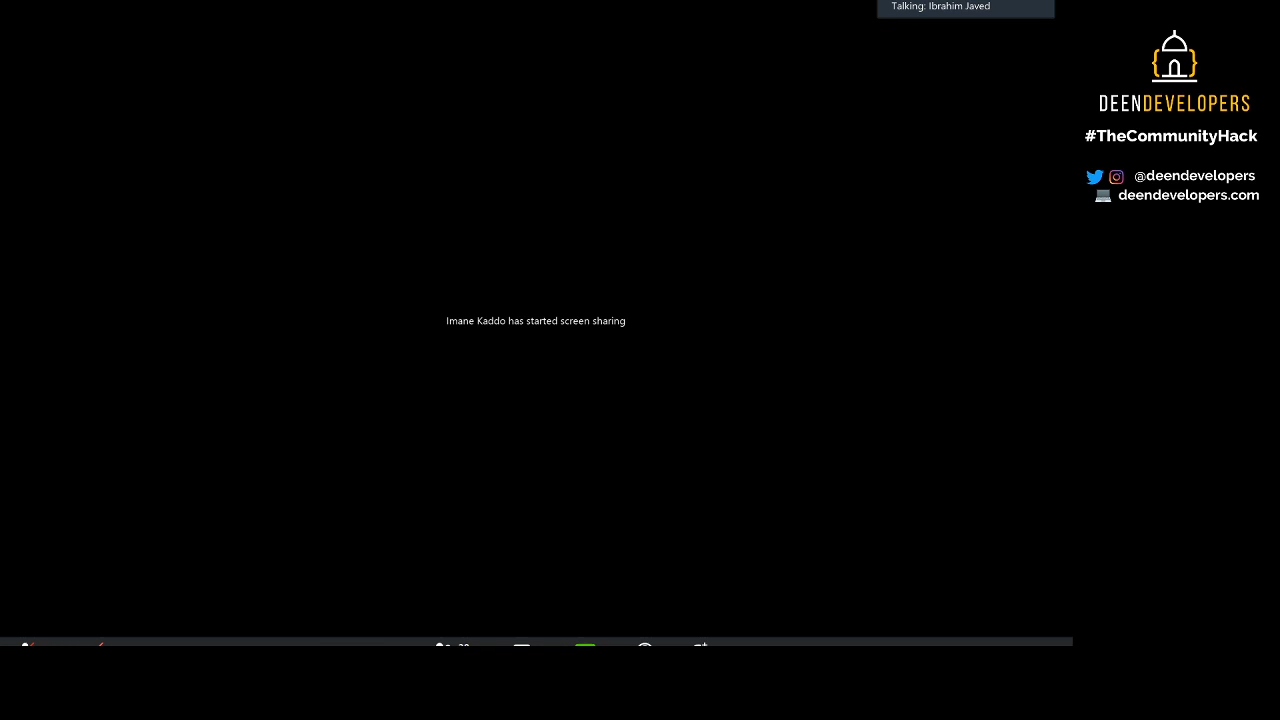 Talking: Ibrahim Javed
DEENDEVELOPERS
#TheCommunityHack
@deendevelopers
deendevelopers.com
Imane Kaddo has started screen sharing